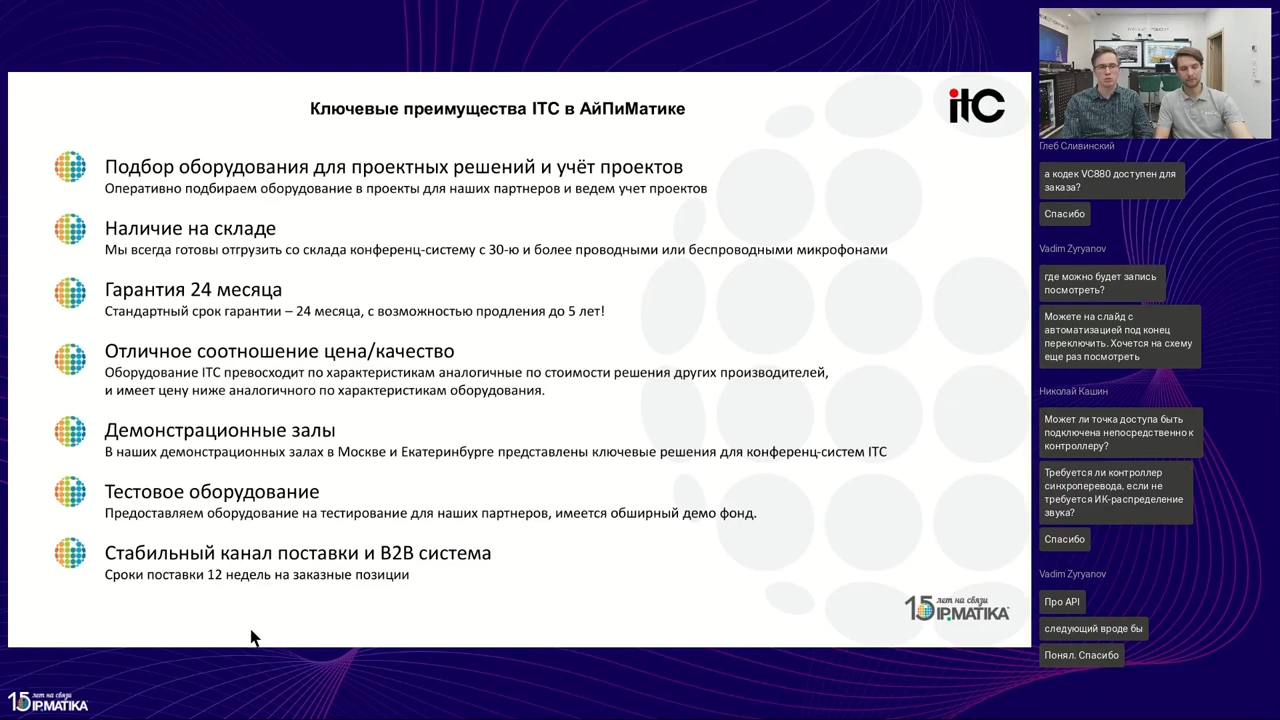 Ключевые преимущества ITC в АйПиМатике
itc
Подбор оборудования для проектных решений и учёт проектов
Оперативно подбираем оборудование в проекты для наших партнеров и ведем учет проектов
Наличие на складе
Мы всегда готовы отгрузить со склада конференц-систему с 30-ю и более проводными или беспроводными микрофонами
Гарантия 24 месяца
Стандартный срок гарантии – 24 месяца, с возможностью продления до 5 лет!
Отличное соотношение цена/качество
Оборудование ITC превосходит по характеристикам аналогичные по стоимости решения других производителей,
и имеет цену ниже аналогичного по характеристикам оборудования.
Демонстрационные залы
В наших демонстрационных залах в Москве и Екатеринбурге представлены ключевые решения для конференц-систем ITC
Тестовое оборудование
Предоставляем оборудование на тестирование для наших партнеров, имеется обширный демо фонд.
Стабильный канал поставки и B2B система
Сроки поставки 12 недель на заказные позиции
15 лет на связи
IPMATIKA
Глеб Сливинский
а кодек VC880 доступен для
заказа?
Спасибо
Vadim Zyryanov
где можно будет запись
посмотреть?
Можете на слайд с
автоматизацией под конец
переключить. Хочется на схему
еще раз посмотреть
Николай Кашин
Может ли точка доступа быть
подключена непосредственно к
контроллеру?
Требуется ли контроллер
синхроперевода, если не
требуется ИК-распределение
звука?
Спасибо
Vadim Zyryanov
Про API
следующий вроде бы
Понял. Спасибо
15 лет на связи
IPMATIKA